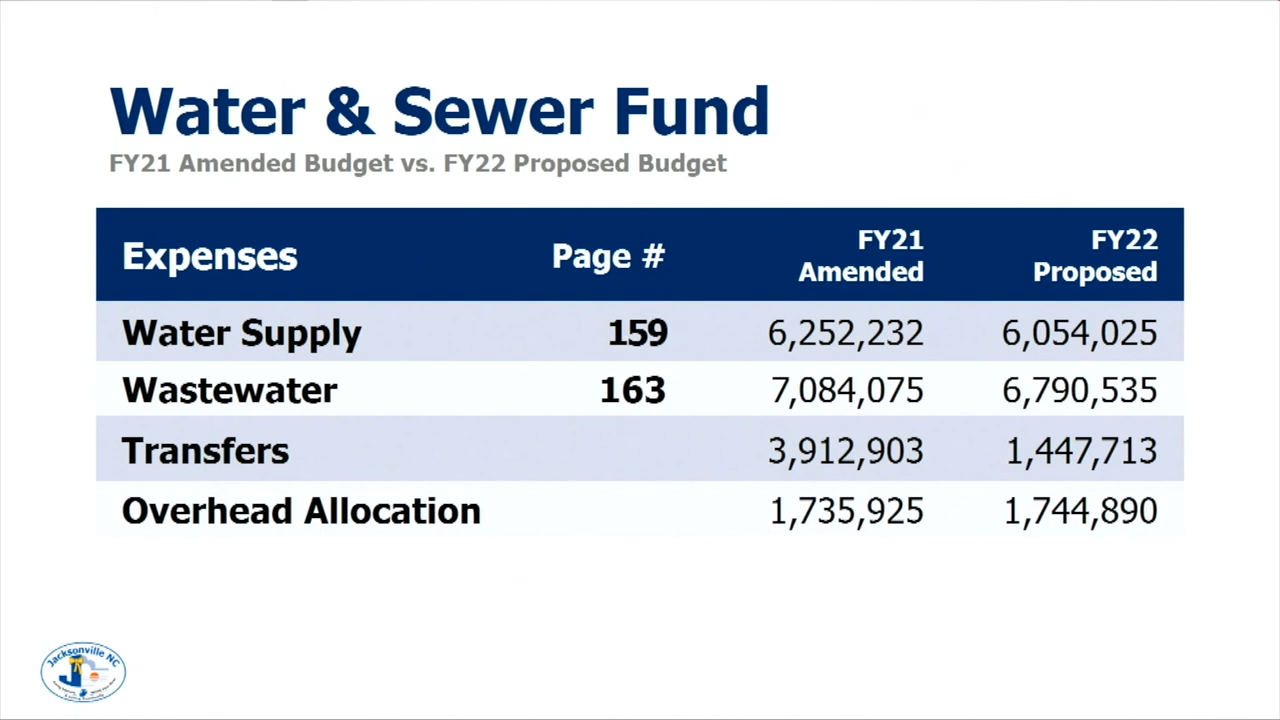 Water & Sewer Fund
FY21 Amended Budget vs. FY22 Proposed Budget
Expenses Page # FY21 Amended FY22 Proposed
Water Supply 159 6,252,232 6,054,025
Wastewater 163 7,084,075 6,790,535
Transfers 3,912,903 1,447,713
Overhead Allocation 1,735,925 1,744,890
Jacksonville NC